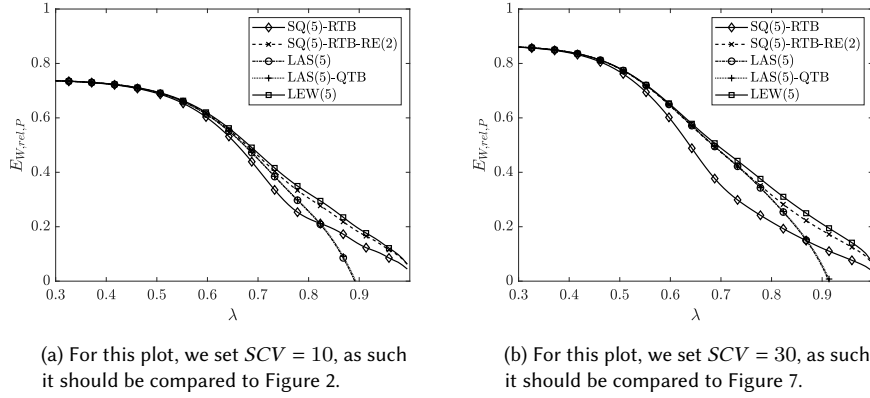 SQ(5)-RTB
SQ(5)-RTB-RE(2)
LAS(5)
LAS(5)-QTB
LEW(5)
1
0.8
0.6
0.4
0.2
0
E_{W,rel,P}
0.3 0.4 0.5 0.6 0.7 0.8 0.9
λ
(a) For this plot, we set SCV = 10, as such
it should be compared to Figure 2.
SQ(5)-RTB
SQ(5)-RTB-RE(2)
LAS(5)
LAS(5)-QTB
LEW(5)
1
0.8
0.6
0.4
0.2
0
E_{W,rel,P}
0.3 0.4 0.5 0.6 0.7 0.8 0.9
λ
(b) For this plot, we set SCV = 30, as such
it should be compared to Figure 7.